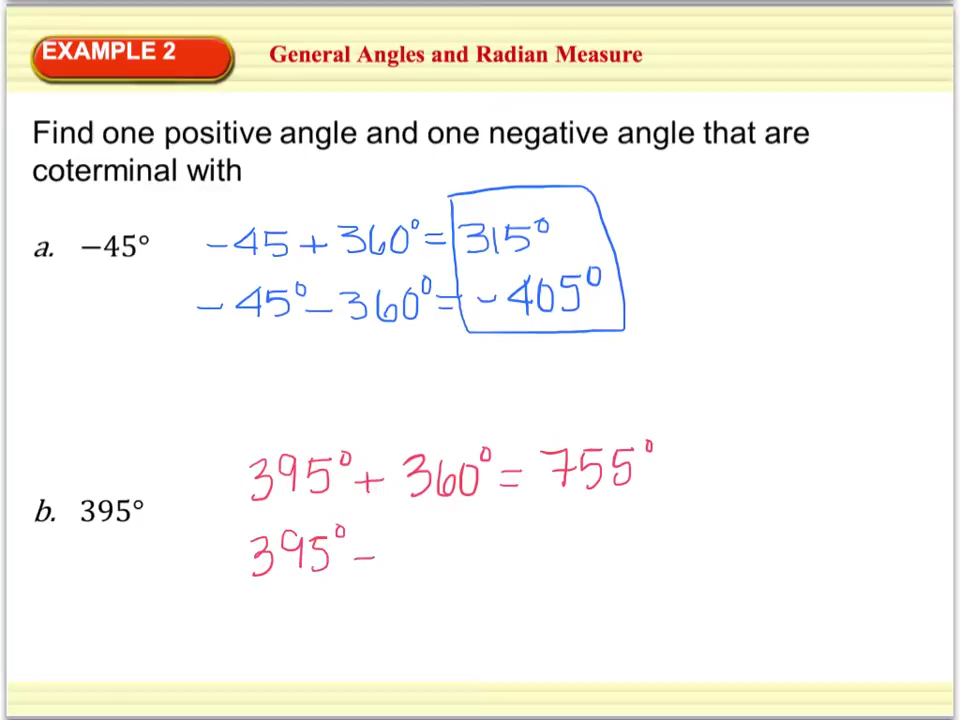 EXAMPLE 2
General Angles and Radian Measure
Find one positive angle and one negative angle that are
coterminal with
a. −45°
-45 + 360° = 315°
-45° - 360° = -405°
395° + 360° = 755°
b. 395°
395° -